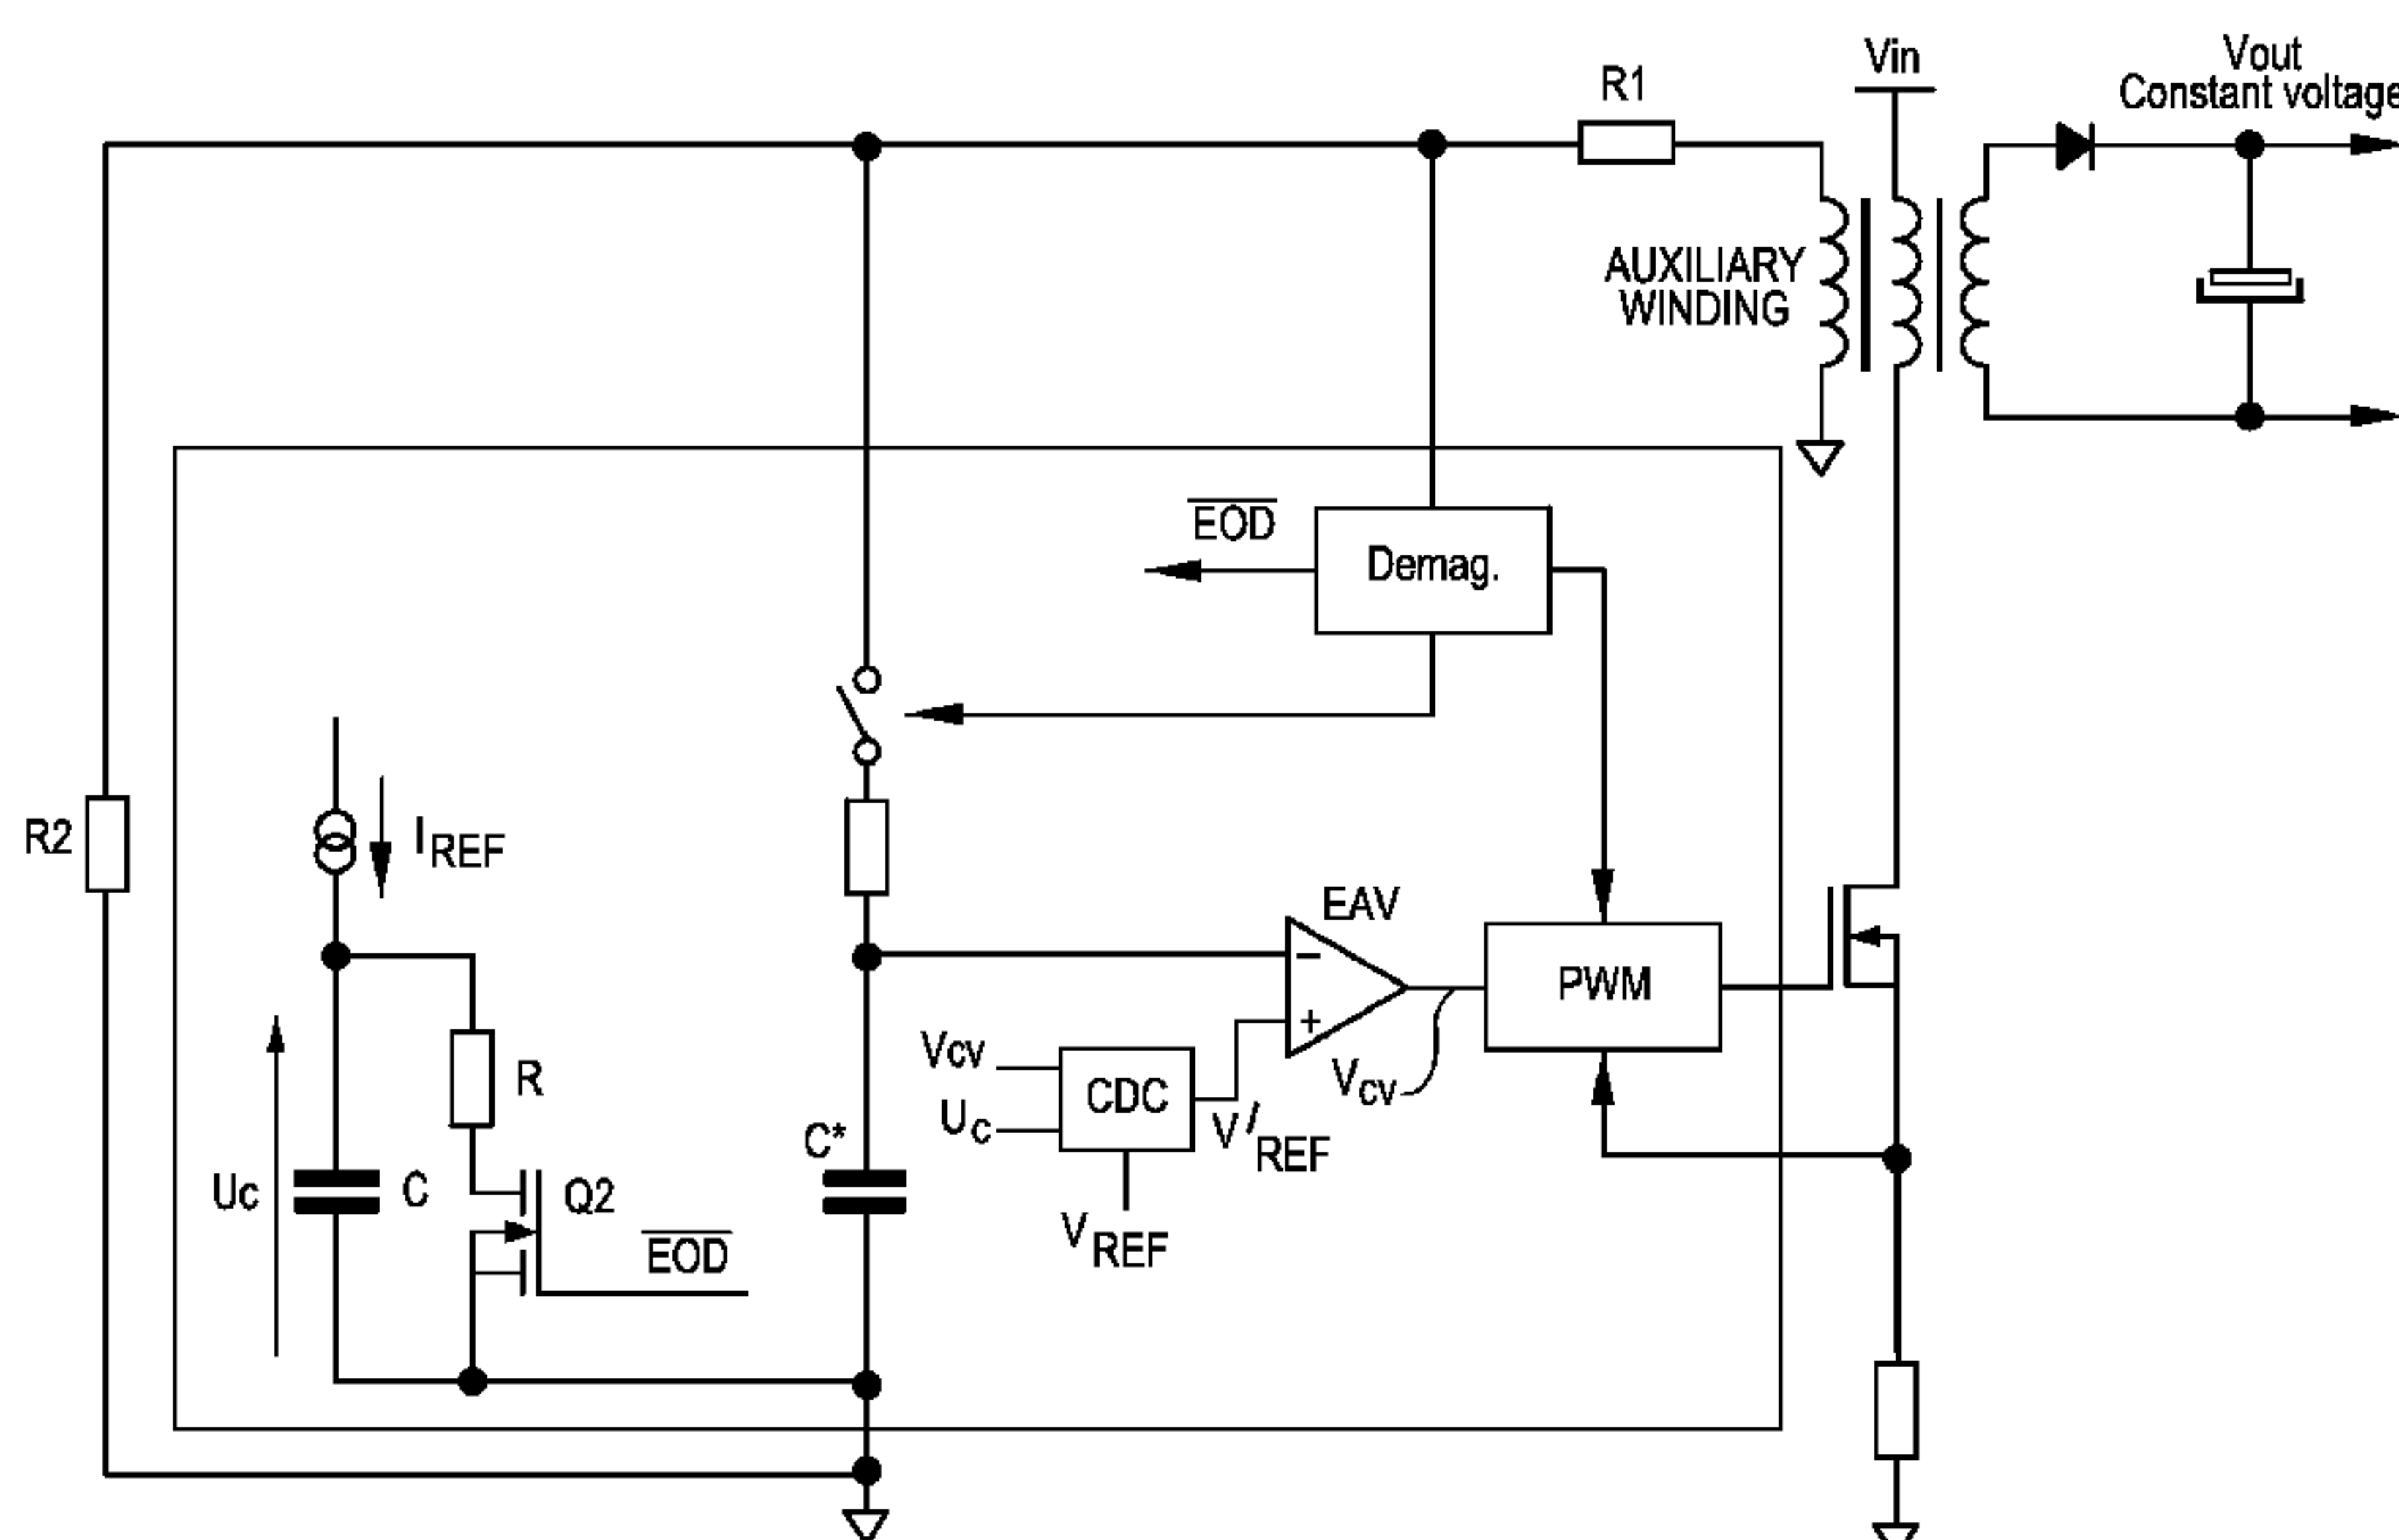 Vin
Vout
Constant voltage
R1
AUXILIARY
WINDING
EOD
Demag.
R2
IREF
EAV
PWM
R
Vcv
CDC
VCV
UC
V/REF
C*
Uc
C
Q2
EOD
VREF